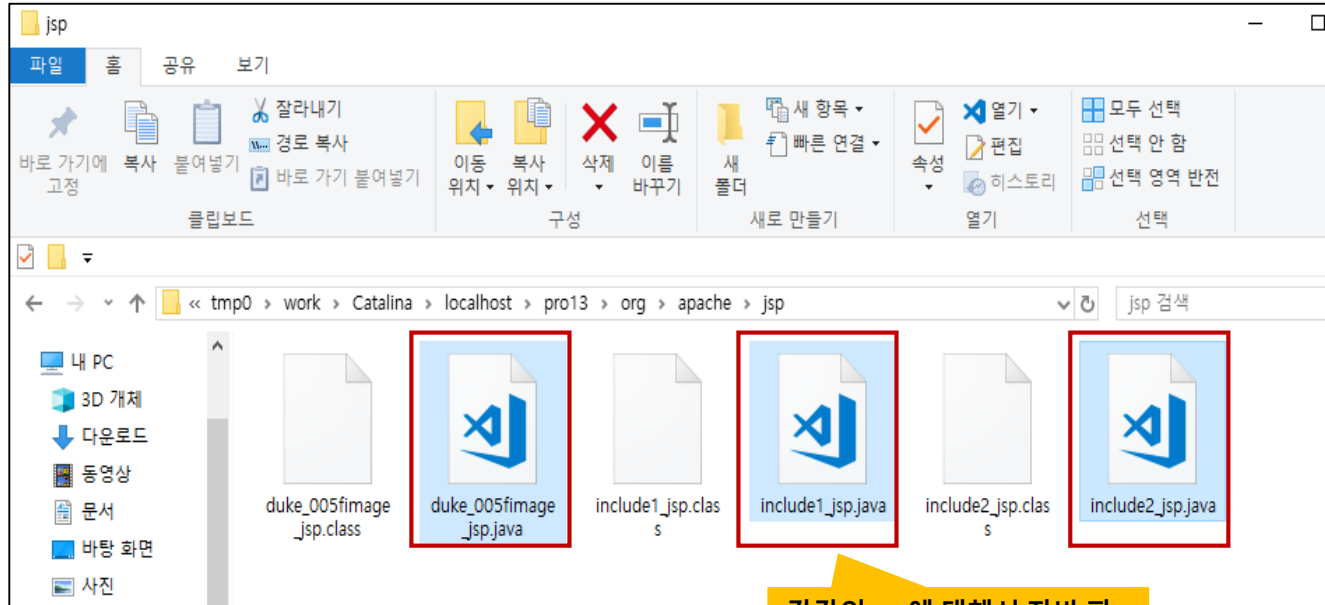 jsp
파일 홈 공유 보기
바로 가기에 고정
복사
붙여넣기
잘라내기
경로 복사
바로 가기 붙여넣기
클립보드
이동 위치
복사 위치
삭제
이름 바꾸기
구성
새 폴더
새 항목
빠른 연결
새로 만들기
속성
열기
편집
히스토리
열기
모두 선택
선택 안 함
선택 영역 반전
선택
« tmp0 › work › Catalina › localhost › pro13 › org › apache › jsp
jsp 검색
내 PC
3D 개체
다운로드
동영상
문서
바탕 화면
사진
duke_005fimage
_jsp.class
duke_005fimage
_jsp.java
include1_jsp.clas
s
include1_jsp.java
include2_jsp.clas
s
include2_jsp.java